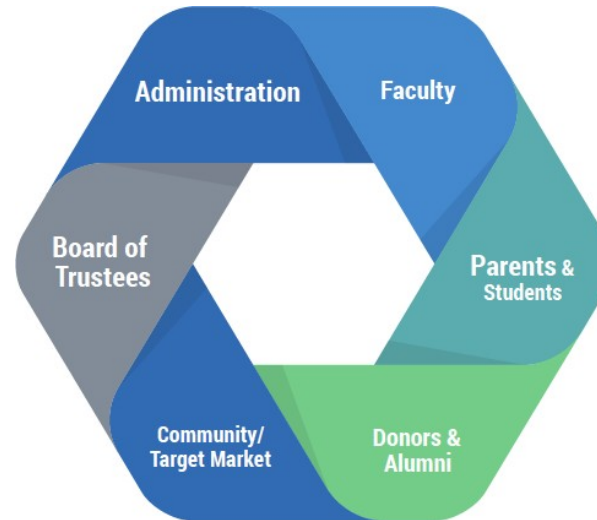 Administration
Faculty
Board of
Trustees
Parents &
Students
Community/
Target Market
Donors &
Alumni